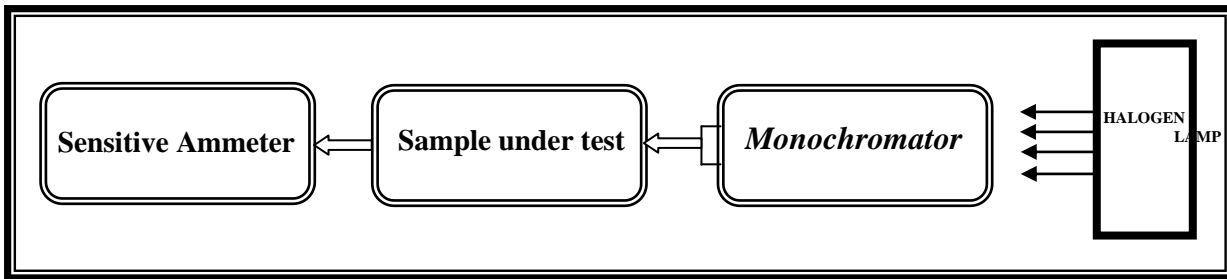 Sensitive Ammeter
Sample under test
Monochromator
HALOGEN
LAMP